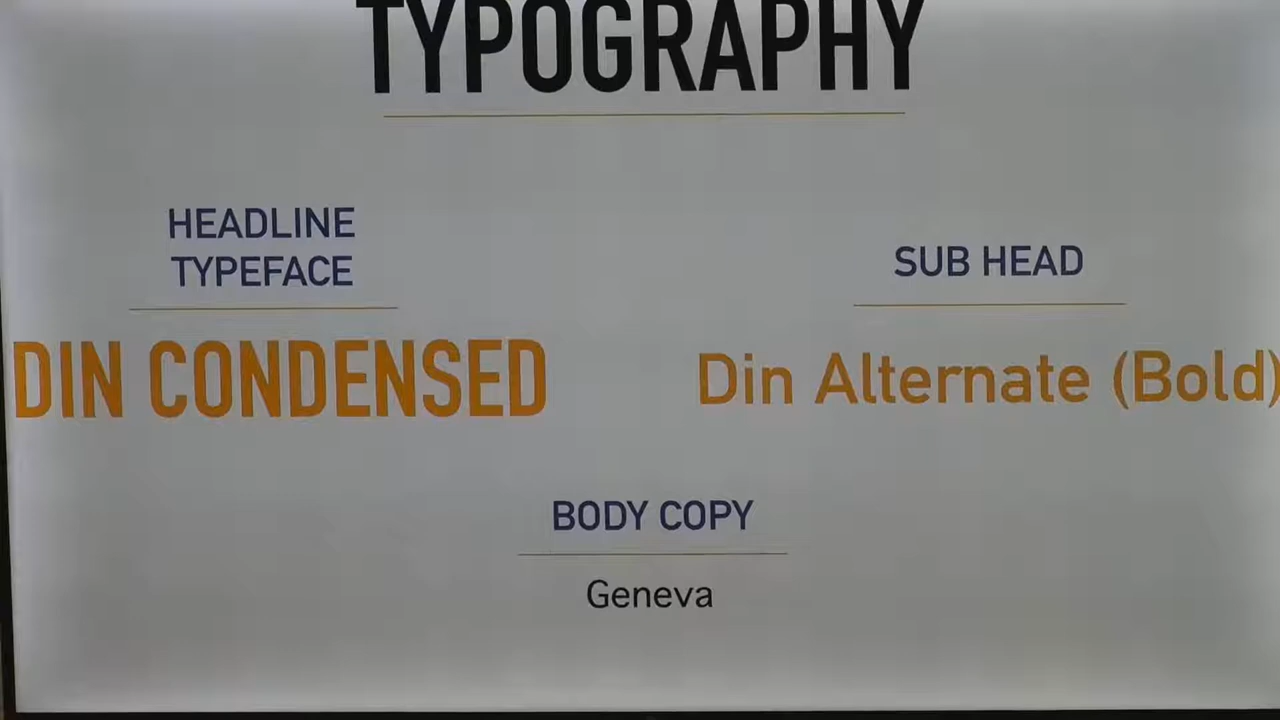 TYPOGRAPHY
HEADLINE
TYPEFACE
DIN CONDENSED
SUB HEAD
Din Alternate (Bold)
BODY COPY
Geneva